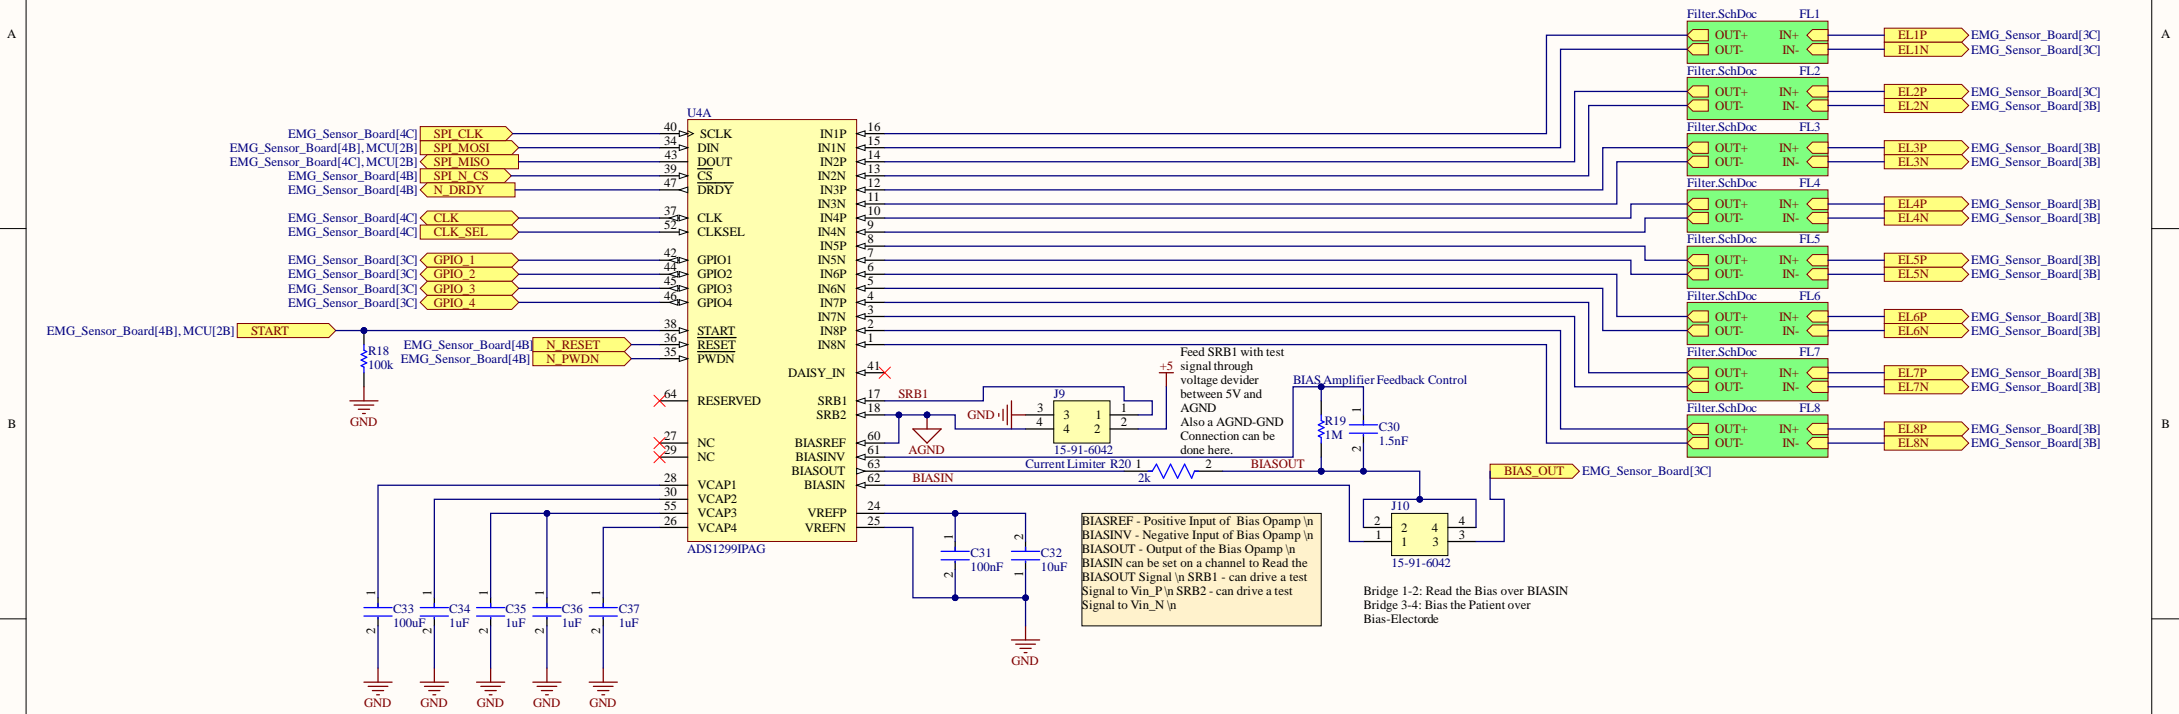 Filter.SchDoc FL1
A OUT+ IN+ EL1P EMG_Sensor_Board[3C] A
OUT- IN- EL1N EMG_Sensor_Board[3C]
Filter.SchDoc FL2
OUT+ IN+ EL2P EMG_Sensor_Board[3C]
OUT- IN- EL2N EMG_Sensor_Board[3B]
Filter.SchDoc FL3
OUT+ IN+ EL3P EMG_Sensor_Board[3B]
OUT- IN- EL3N EMG_Sensor_Board[3B]
Filter.SchDoc FL4
OUT+ IN+ EL4P EMG_Sensor_Board[3B]
OUT- IN- EL4N EMG_Sensor_Board[3B]
Filter.SchDoc FL5
OUT+ IN+ EL5P EMG_Sensor_Board[3B]
OUT- IN- EL5N EMG_Sensor_Board[3B]
Filter.SchDoc FL6
OUT+ IN+ EL6P EMG_Sensor_Board[3B]
OUT- IN- EL6N EMG_Sensor_Board[3B]
Filter.SchDoc FL7
OUT+ IN+ EL7P EMG_Sensor_Board[3B]
OUT- IN- EL7N EMG_Sensor_Board[3B]
Filter.SchDoc FL8
OUT+ IN+ EL8P EMG_Sensor_Board[3B]
OUT- IN- EL8N EMG_Sensor_Board[3B]
U4A
EMG_Sensor_Board[4C] SPI_CLK 40 SCLK IN1P 16
EMG_Sensor_Board[4B], MCU[2B] SPI_MOSI 34 DIN IN1N 15
EMG_Sensor_Board[4C], MCU[2B] SPI_MISO 43 DOUT IN2P 14
EMG_Sensor_Board[4B] SPI_N_CS 39 CS IN2N 13
EMG_Sensor_Board[4B] N_DRDY 47 DRDY IN3P 12
IN3N 11
EMG_Sensor_Board[4C] CLK 37 CLK IN4P 10
EMG_Sensor_Board[4C] CLK_SEL 52 CLKSEL IN4N 9
IN5P 8
EMG_Sensor_Board[3C] GPIO_1 42 GPIO1 IN5N 7
EMG_Sensor_Board[3C] GPIO_2 44 GPIO2 IN6P 6
EMG_Sensor_Board[3C] GPIO_3 45 GPIO3 IN6N 5
EMG_Sensor_Board[3C] GPIO_4 46 GPIO4 IN7P 4
IN7N 3
EMG_Sensor_Board[4B], MCU[2B] START 38 START IN8P 2
EMG_Sensor_Board[4B] N_RESET 36 RESET IN8N 1
EMG_Sensor_Board[4B] N_PWDN 35 PWDN
R18
100k
GND
DAISY_IN 41
64 RESERVED SRB1 17 SRB1
SRB2 18
27 NC BIASREF 60
29 NC BIASINV 61
BIASOUT 63
28 VCAP1 BIASIN 62 BIASIN
30 VCAP2
55 VCAP3 VREFP 24
26 VCAP4 VREFN 25
ADS1299IPAG
AGND
B B
J9
GND 3 3 1 1
4 4 2 2
15-91-6042
+5
Feed SRB1 with test
signal through
voltage devider
between 5V and
AGND
Also a AGND-GND
Connection can be
done here.
BIAS Amplifier Feedback Control
R19
1M
1
C30
1.5nF
2
Current Limiter R20 1 2 BIASOUT
2k
BIAS_OUT EMG_Sensor_Board[3C]
J10
2 2 4 4
1 1 3 3
15-91-6042
Bridge 1-2: Read the Bias over BIASIN
Bridge 3-4: Bias the Patient over
Bias-Electorde
BIASREF - Positive Input of Bias Opamp \n
BIASINV - Negative Input of Bias Opamp \n
BIASOUT - Output of the Bias Opamp \n
BIASIN can be set on a channel to Read the
BIASOUT Signal \n SRB1 - can drive a test
Signal to Vin_P \n SRB2 - can drive a test
Signal to Vin_N \n
1 2
C31 C32
100nF 10uF
2 1
GND
1 1 1 1 1
C33 C34 C35 C36 C37
100uF 1uF 1uF 1uF 1uF
2 2 2 2 2
GND GND GND GND GND